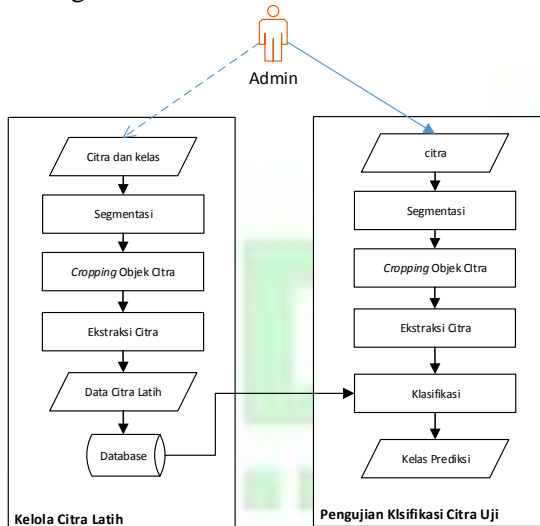 Admin
Citra dan kelas
Segmentasi
Cropping Objek CItra
Ekstraksi Citra
Data Citra Latih
Database
Kelola Citra Latih
citra
Segmentasi
Cropping Objek CItra
Ekstraksi Citra
Klasifikasi
Kelas Prediksi
Pengujian Klsifikasi Citra Uji